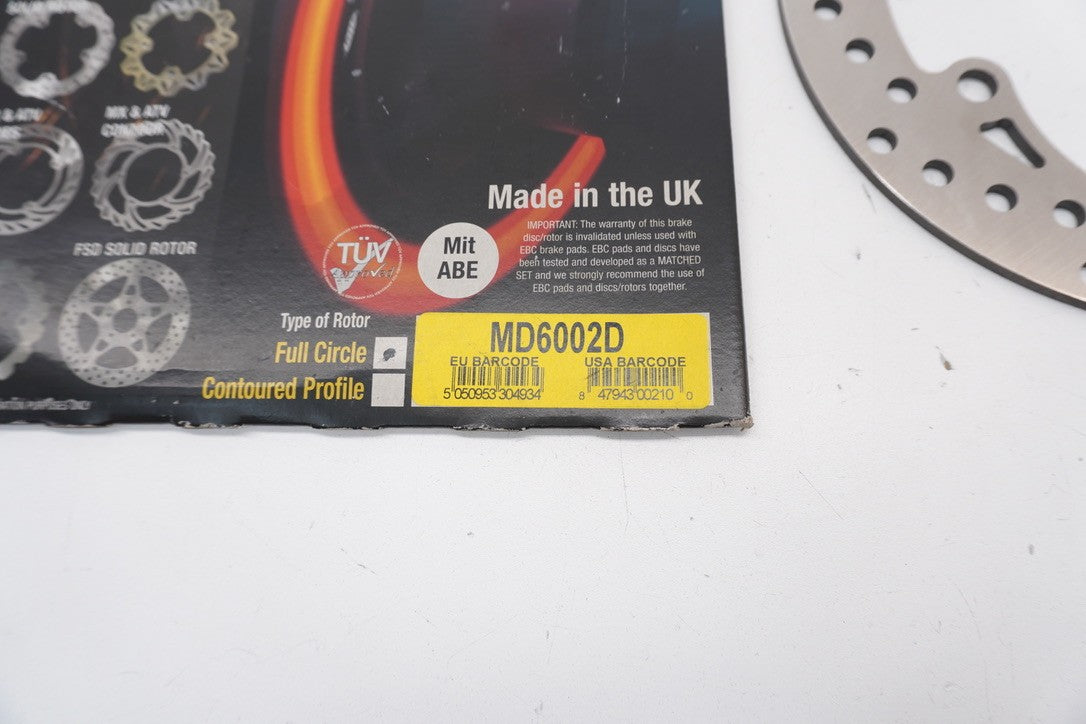 MX & ATV
CONTOUR
FSD SOLID ROTOR
Made in the UK
IMPORTANT: The warranty of this brake
disc/rotor is invalidated unless used with
EBC brake pads. EBC pads and discs have
been tested and developed as a MATCHED
SET and we strongly recommend the use of
EBC pads and discs/rotors together.
TÜV
approved
Mit
ABE
Type of Rotor
Full Circle
Contoured Profile
MD6002D
EU BARCODE USA BARCODE
5 050953 304934 8 47943 00210 0